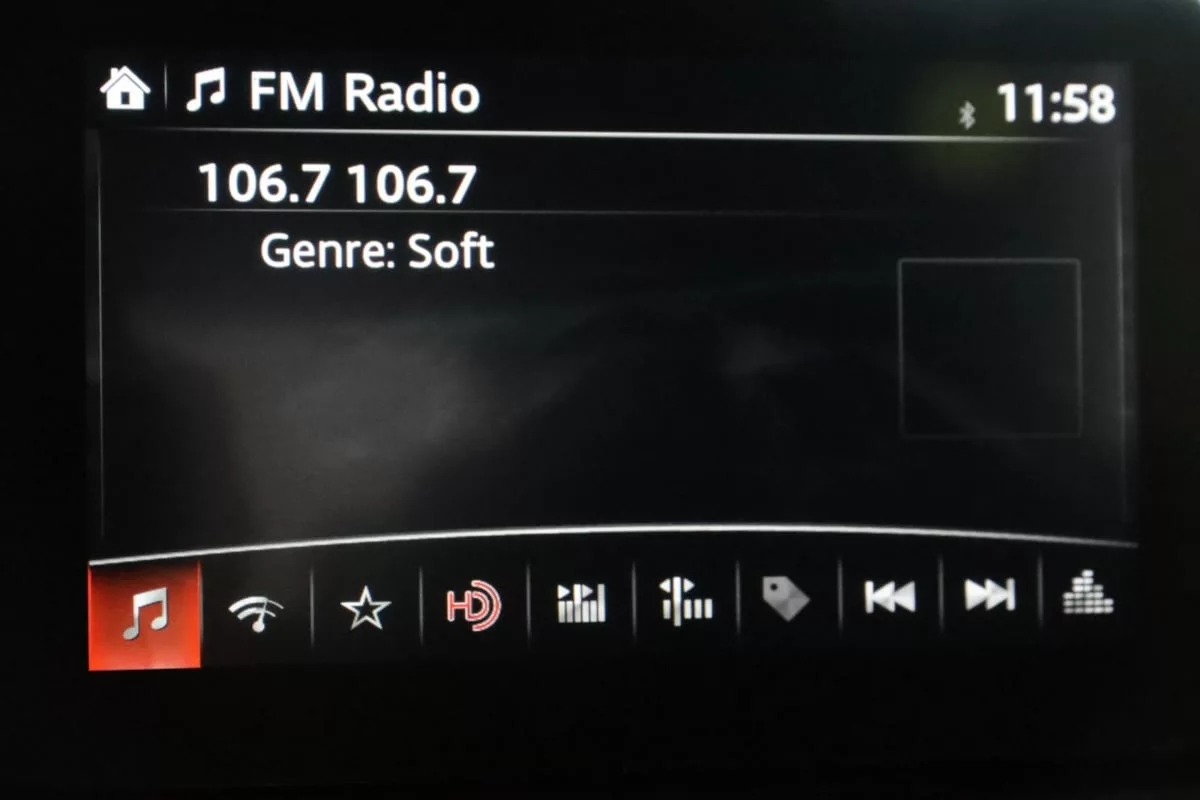 FM Radio
11:58
106.7 106.7
Genre: Soft
HD